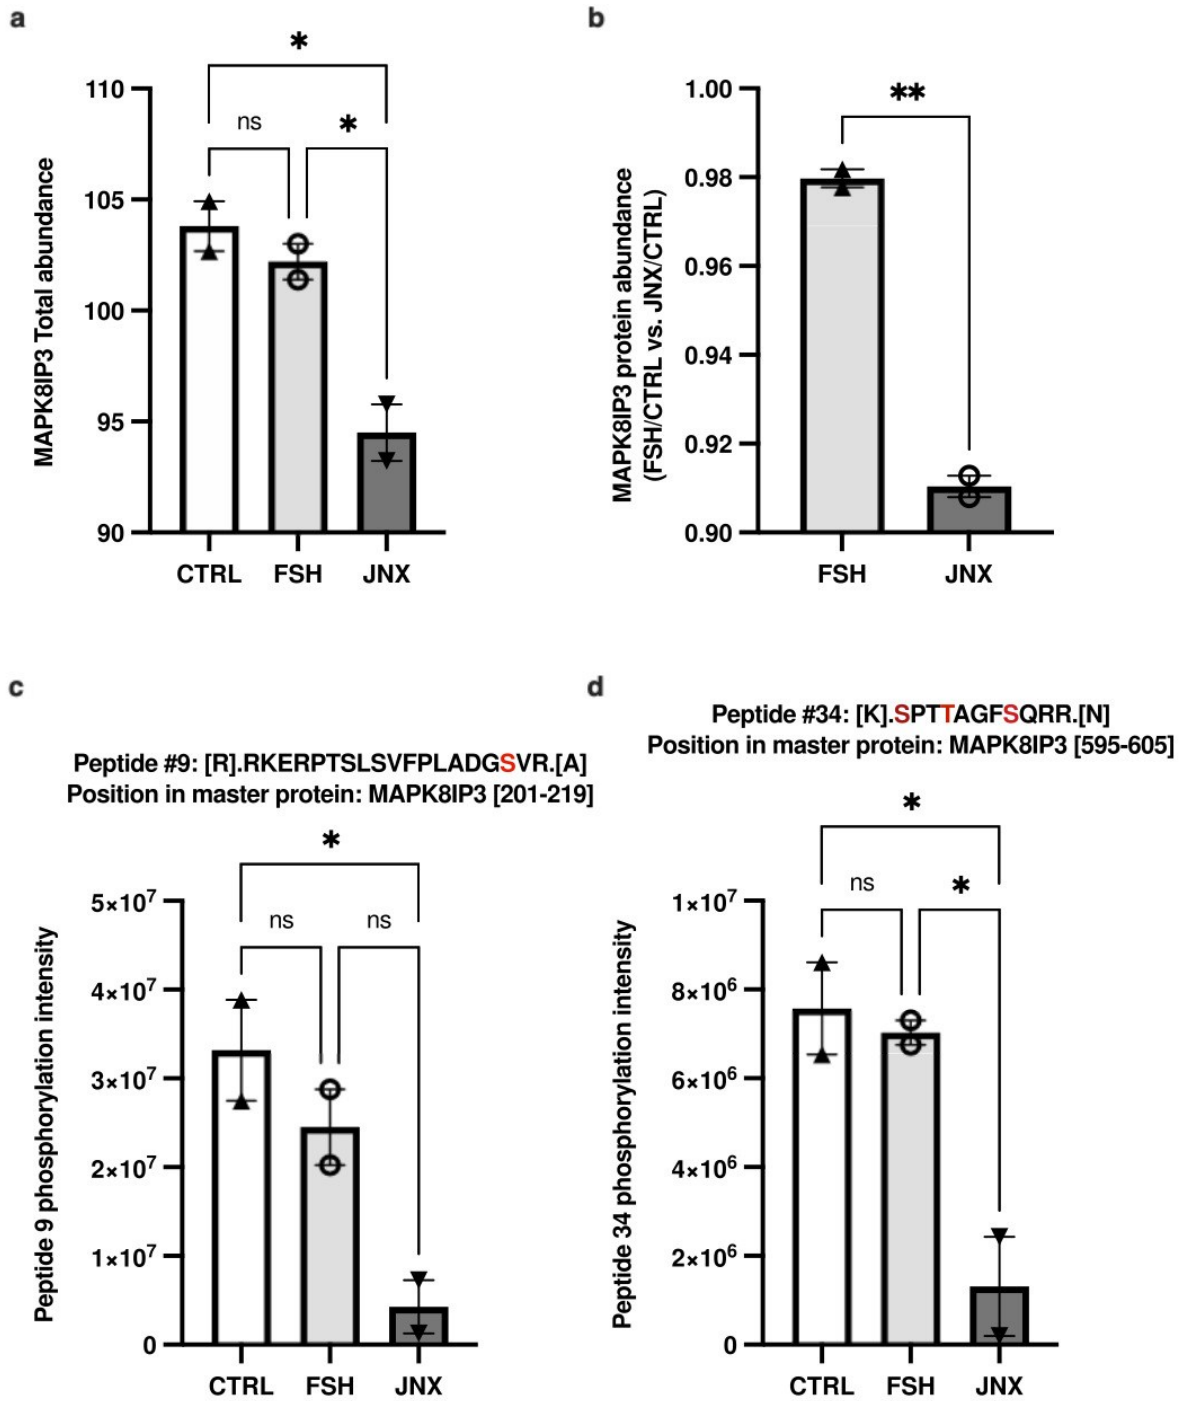 a
*
110
ns
*
105
100
95
90
MAPK8IP3 Total abundance
CTRL FSH JNX
b
**
1.00
0.98
0.96
0.94
0.92
0.90
MAPK8IP3 protein abundance
(FSH/CTRL vs. JNX/CTRL)
FSH JNX
c
Peptide #9: [R].RKERPTSLSVFPLADGSVR.[A]
Position in master protein: MAPK8IP3 [201-219]
*
ns
ns
5×10⁷
4×10⁷
3×10⁷
2×10⁷
1×10⁷
0
Peptide 9 phosphorylation intensity
CTRL FSH JNX
d
Peptide #34: [K].SPTTAGFSQRR.[N]
Position in master protein: MAPK8IP3 [595-605]
*
ns
*
1×10⁷
8×10⁶
6×10⁶
4×10⁶
2×10⁶
0
Peptide 34 phosphorylation intensity
CTRL FSH JNX